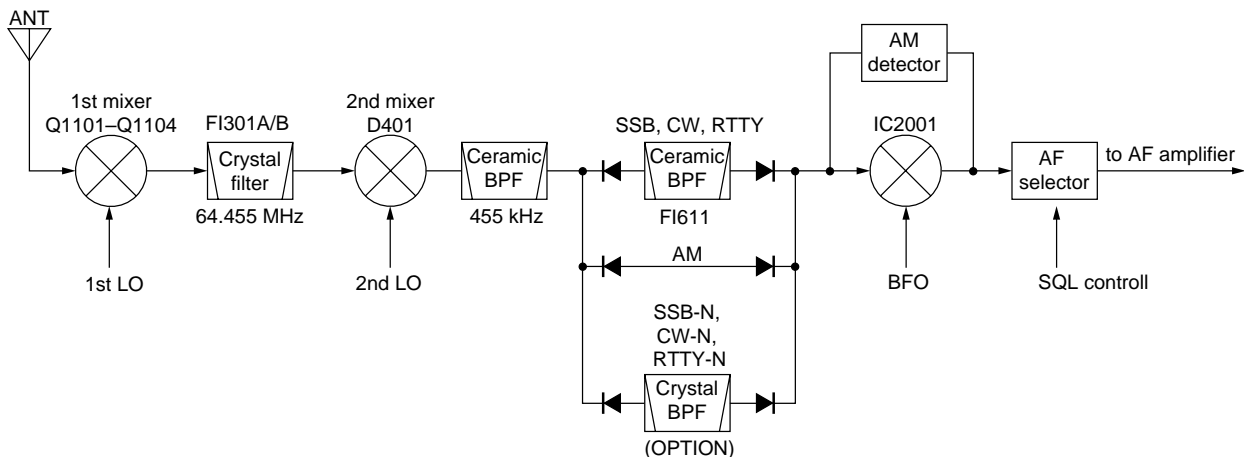 ANT
1st mixer
Q1101–Q1104
1st LO
FI301A/B
Crystal
filter
64.455 MHz
2nd mixer
D401
2nd LO
Ceramic
BPF
455 kHz
SSB, CW, RTTY
Ceramic
BPF
FI611
AM
SSB-N,
CW-N,
RTTY-N
Crystal
BPF
(OPTION)
AM
detector
IC2001
BFO
AF
selector
SQL controll
to AF amplifier